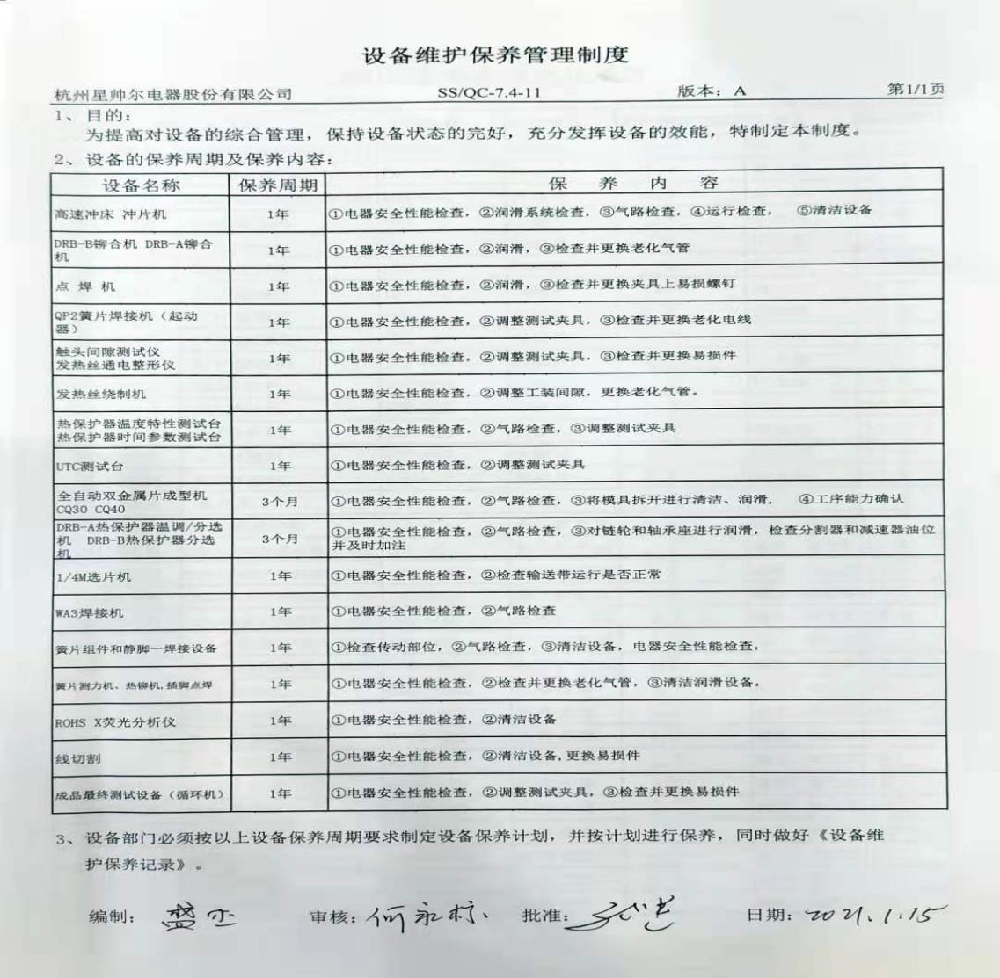 设备维护保养管理制度
杭州星帅尔电器股份有限公司 SS/QC-7.4-11 版本：A 第1/1页
1、目的：
为提高对设备的综合管理，保持设备状态的完好，充分发挥设备的效能，特制定本制度。
2、设备的保养周期及保养内容：
设备名称 保养周期 保 养 内 容
高速冲床 冲片机 1年 ①电器安全性能检查，②润滑系统检查，③气路检查，④运行检查， ⑤清洁设备
DRB-B铆合机 DRB-A铆合
机 1年 ①电器安全性能检查，②润滑，③检查并更换老化气管
点 焊 机 1年 ①电器安全性能检查，②润滑，③检查并更换夹具上易损螺钉
QP2簧片焊接机（起动
器） 1年 ①电器安全性能检查，②调整测试夹具，③检查并更换老化电线
触头间隙测试仪
发热丝通电整形仪 1年 ①电器安全性能检查，②调整测试夹具，③检查并更换易损件
发热丝绕制机 1年 ①电器安全性能检查，②调整工装间隙，更换老化气管。
热保护器温度特性测试台
热保护器时间参数测试台 1年 ①电器安全性能检查，②气路检查，③调整测试夹具
UTC测试台 1年 ①电器安全性能检查，②调整测试夹具
全自动双金属片成型机
CQ30 CQ40 3个月 ①电器安全性能检查，②气路检查，③将模具拆开进行清洁、润滑， ④工序能力确认
DRB-A热保护器温调/分选
机 DRB-B热保护器分选
机 3个月 ①电器安全性能检查，②气路检查，③对链轮和轴承座进行润滑，检查分割器和减速器油位
并及时加注
1/4M选片机 1年 ①电器安全性能检查，②检查输送带运行是否正常
WA3焊接机 1年 ①电器安全性能检查，②气路检查
簧片组件和静脚一焊接设备 1年 ①检查传动部位，②气路检查，③清洁设备，电器安全性能检查，
簧片测力机、热铆机,插脚点焊 1年 ①电器安全性能检查，②检查并更换老化气管，③清洁润滑设备，
ROHS X荧光分析仪 1年 ①电器安全性能检查，②清洁设备
线切割 1年 ①电器安全性能检查，②清洁设备,更换易损件
成品最终测试设备（循环机） 1年 ①电器安全性能检查，②调整测试夹具，③检查并更换易损件
3、设备部门必须按以上设备保养周期要求制定设备保养计划，并按计划进行保养，同时做好《设备维
护保养记录》。
编制： 盛 审核：何永标 批准： 日期：2021.1.15